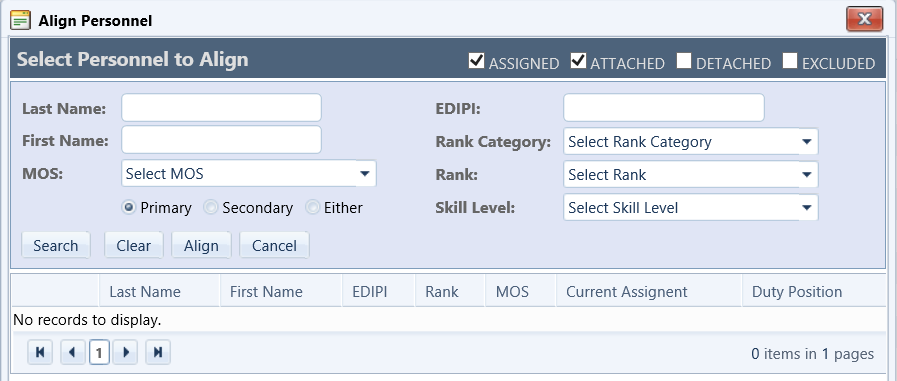 Align Personnel
Select Personnel to Align ASSIGNED ATTACHED DETACHED EXCLUDED
Last Name: EDIPI:
First Name: Rank Category: Select Rank Category
MOS: Select MOS Rank: Select Rank
Primary Secondary Either Skill Level: Select Skill Level
Search Clear Align Cancel
Last Name First Name EDIPI Rank MOS Current Assignent Duty Position
No records to display.
1 0 items in 1 pages